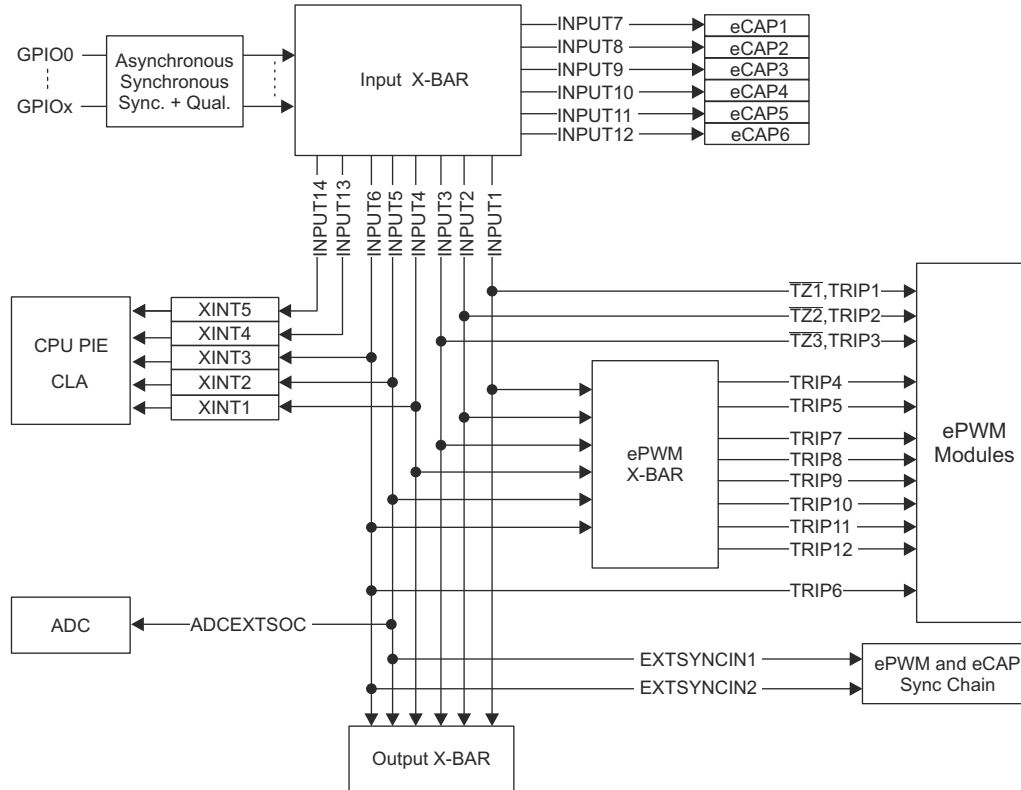 GPIO0
GPIOx
Asynchronous
Synchronous
Sync. + Qual.
Input X-BAR
INPUT7
INPUT8
INPUT9
INPUT10
INPUT11
INPUT12
eCAP1
eCAP2
eCAP3
eCAP4
eCAP5
eCAP6
INPUT14
INPUT13
INPUT6
INPUT5
INPUT4
INPUT3
INPUT2
INPUT1
CPU PIE
CLA
XINT5
XINT4
XINT3
XINT2
XINT1
TZ1,TRIP1
TZ2,TRIP2
TZ3,TRIP3
ePWM
X-BAR
TRIP4
TRIP5
TRIP7
TRIP8
TRIP9
TRIP10
TRIP11
TRIP12
TRIP6
ePWM
Modules
ADC
ADCEXTSOC
EXTSYNCIN1
EXTSYNCIN2
ePWM and eCAP
Sync Chain
Output X-BAR